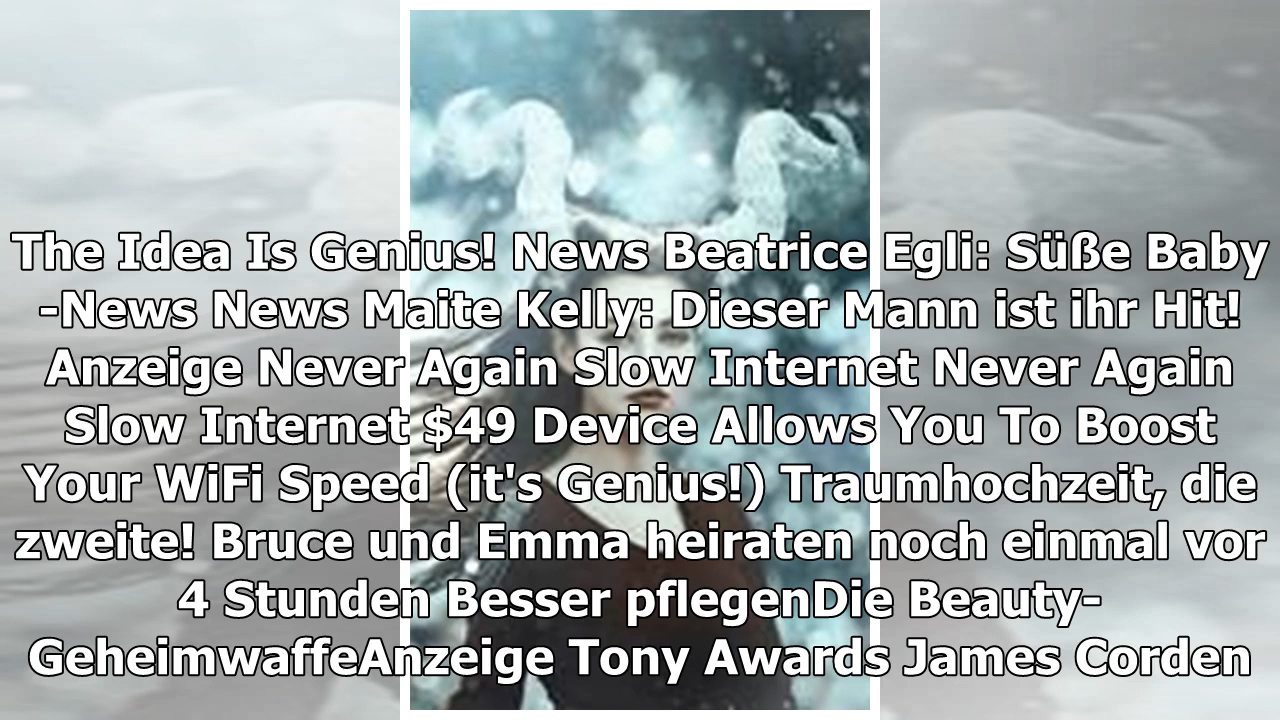 The Idea Is Genius! News Beatrice Egli: Süße Baby
-News News Maite Kelly: Dieser Mann ist ihr Hit!
Anzeige Never Again Slow Internet Never Again
Slow Internet $49 Device Allows You To Boost
Your WiFi Speed (it's Genius!) Traumhochzeit, die
zweite! Bruce und Emma heiraten noch einmal vor
4 Stunden Besser pflegenDie Beauty-
GeheimwaffeAnzeige Tony Awards James Corden